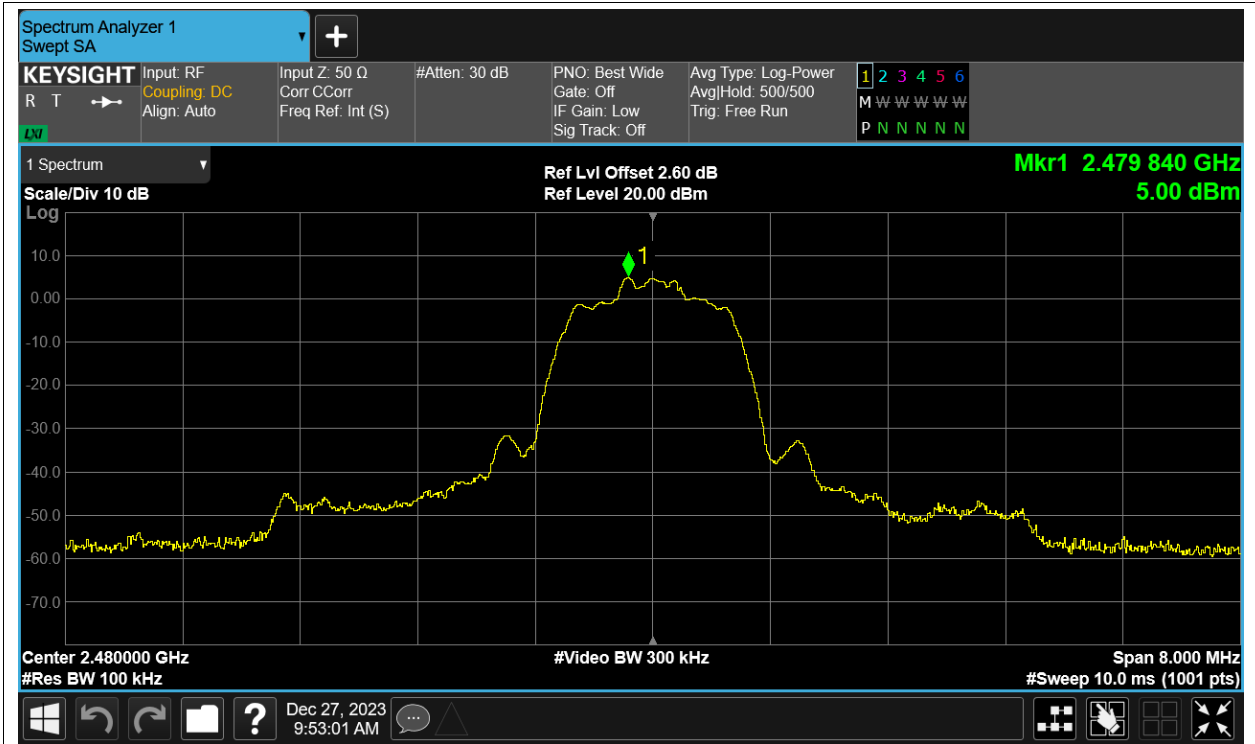 Spectrum Analyzer 1
Swept SA
KEYSIGHT
R T
LXI
Input: RF
Coupling: DC
Align: Auto
Input Z: 50 Ω
Corr CCorr
Freq Ref: Int (S)
#Atten: 30 dB
PNO: Best Wide
Gate: Off
IF Gain: Low
Sig Track: Off
Avg Type: Log-Power
Avg|Hold: 500/500
Trig: Free Run
1 2 3 4 5 6
M W W W W W
P N N N N N
1 Spectrum
Scale/Div 10 dB
Log
Ref Lvl Offset 2.60 dB
Ref Level 20.00 dBm
Mkr1 2.479 840 GHz
5.00 dBm
1
10.0
0.00
-10.0
-20.0
-30.0
-40.0
-50.0
-60.0
-70.0
Center 2.480000 GHz
#Res BW 100 kHz
#Video BW 300 kHz
Span 8.000 MHz
#Sweep 10.0 ms (1001 pts)
?
Dec 27, 2023
9:53:01 AM